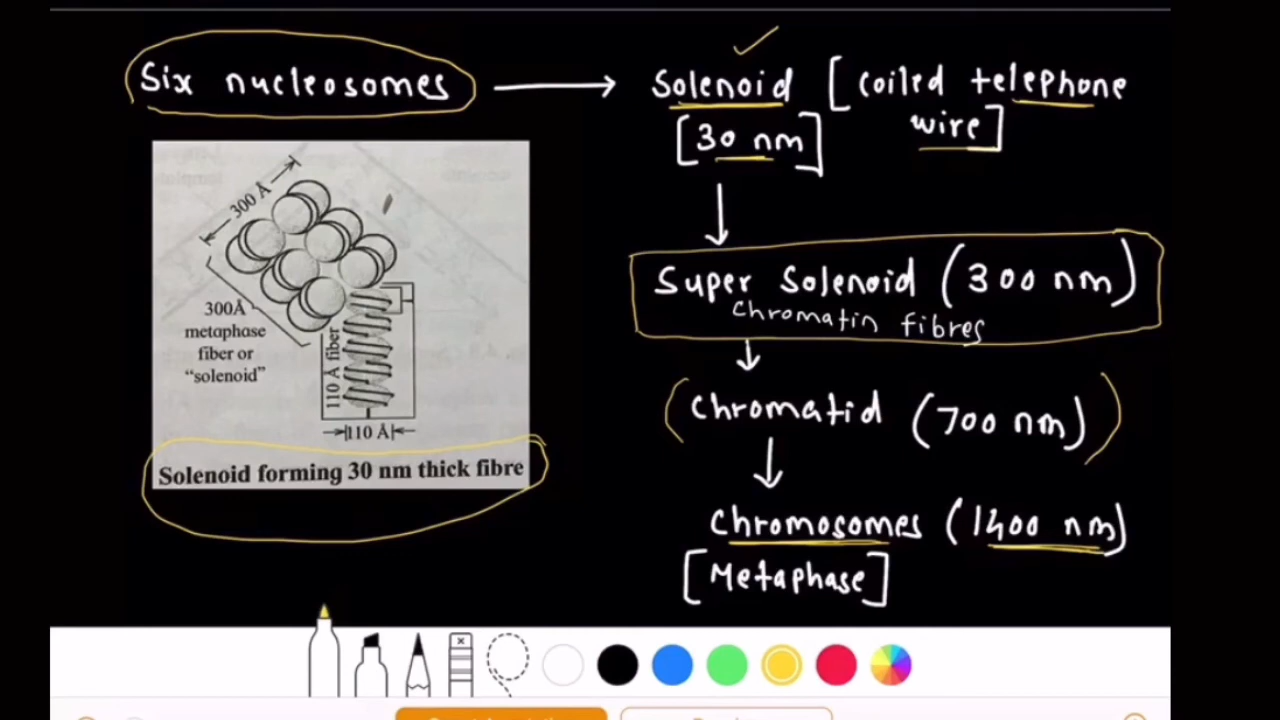 Six nucleosomes
Solenoid [coiled telephone
wire]
[30 nm]
300 Å
300Å
metaphase
fiber or
“solenoid”
110 Å fiber
110 Å
Solenoid forming 30 nm thick fibre
Super Solenoid (300 nm)
Chromatin fibres
Chromatid (700 nm)
Chromosomes (1400 nm)
[Metaphase]